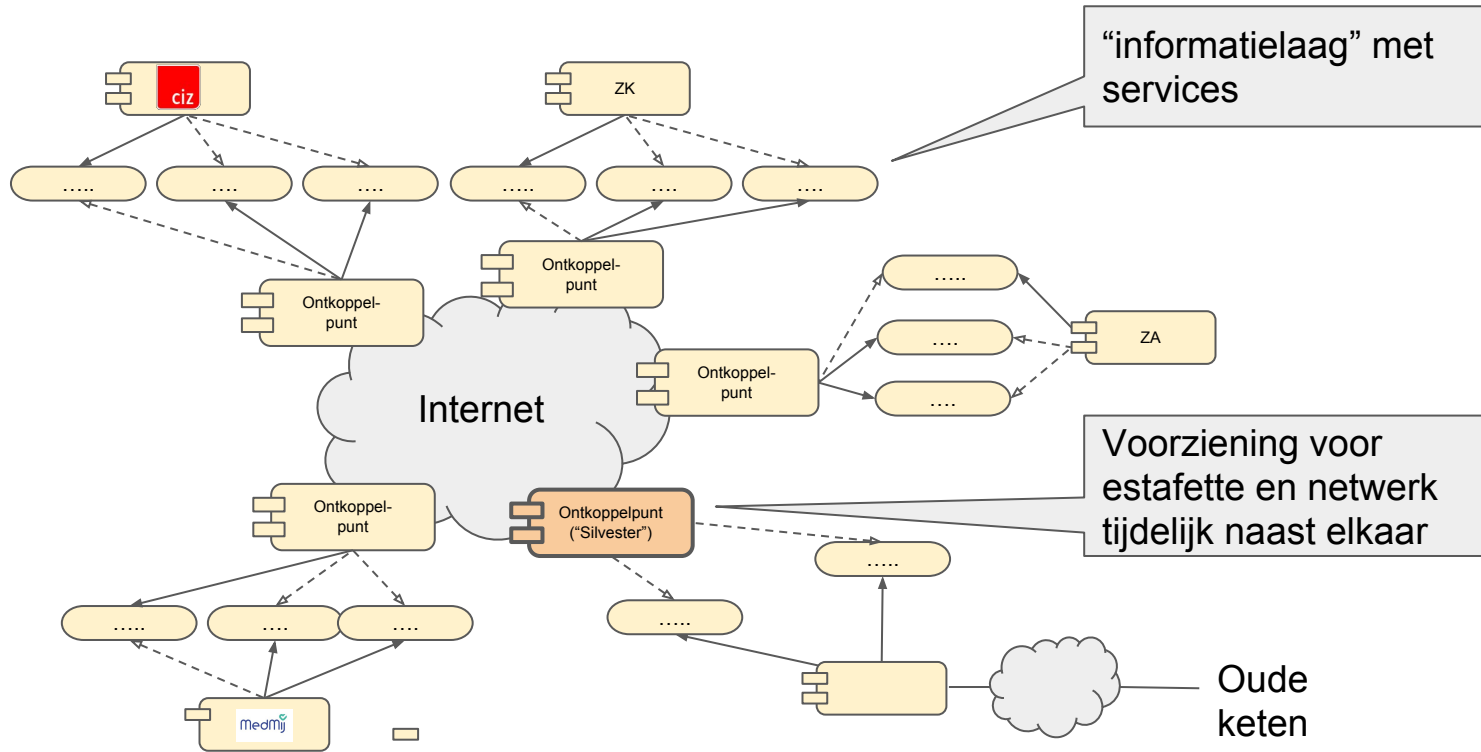 “informatielaag” met
services
ciz
ZK
…..
….
….
…..
….
….
Ontkoppel-
punt
Ontkoppel-
punt
…..
….
….
ZA
Ontkoppel-
punt
Internet
Voorziening voor
estafette en netwerk
tijdelijk naast elkaar
Ontkoppel-
punt
Ontkoppelpunt
(“Silvester”)
…..
…..
….
….
…..
Oude
keten
MedMij